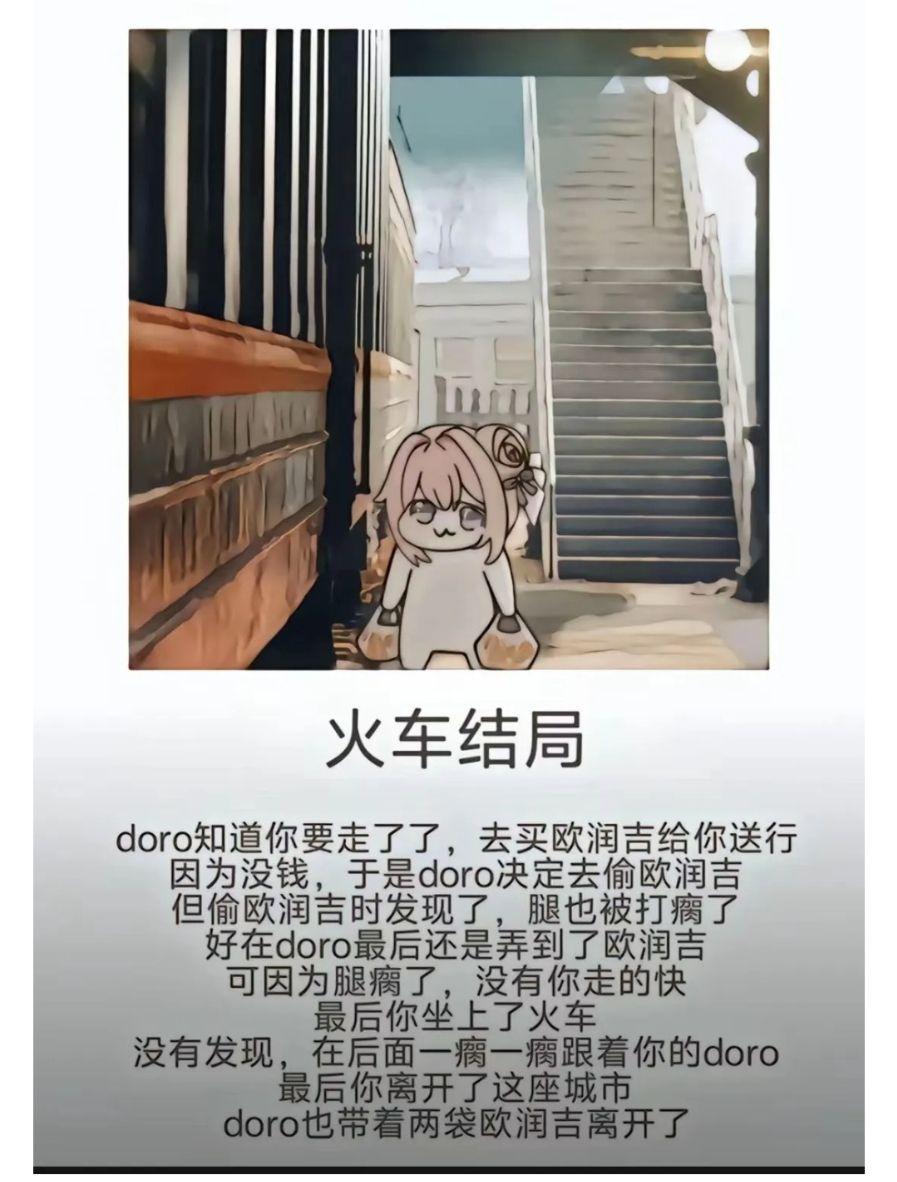 火车结局
doro知道你要走了了，去买欧润吉给你送行
因为没钱，于是doro决定去偷欧润吉
但偷欧润吉时发现了，腿也被打瘸了
好在doro最后还是弄到了欧润吉
可因为腿瘸了，没有你走的快
最后你坐上了火车
没有发现，在后面一瘸一瘸跟着你的doro
最后你离开了这座城市
doro也带着两袋欧润吉离开了